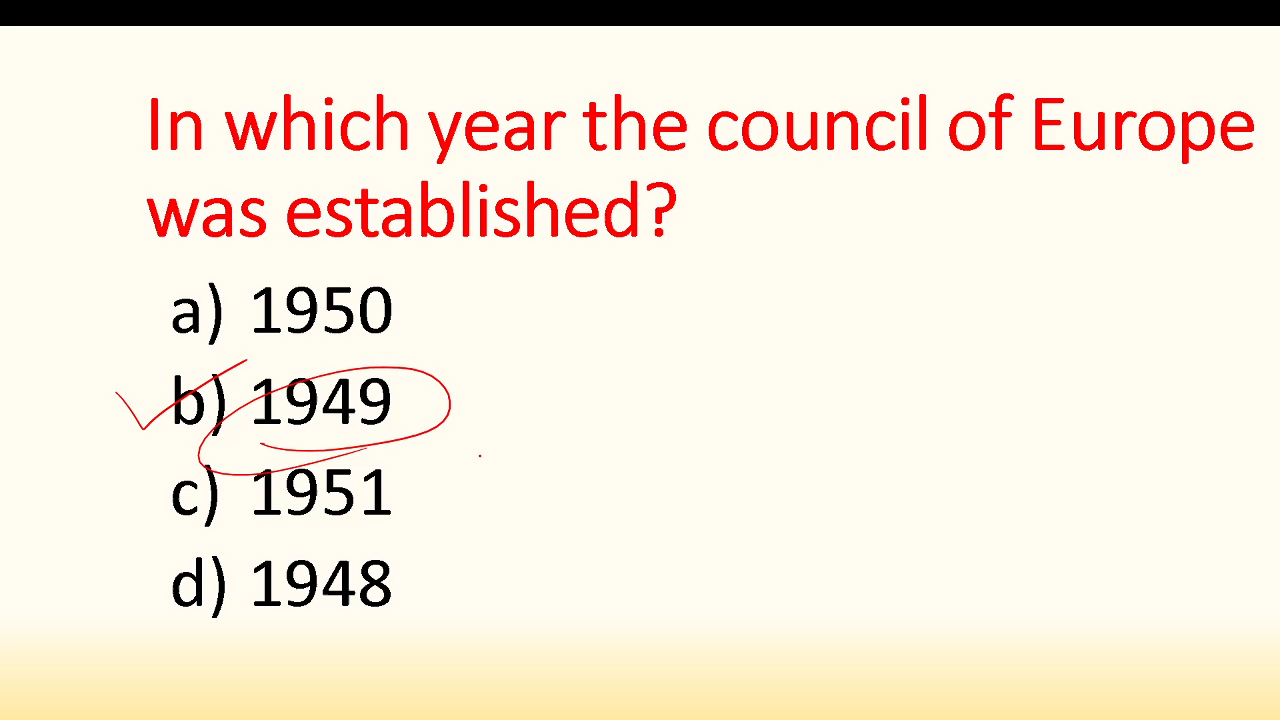 In which year the council of Europe
was established?
a) 1950
b) 1949
c) 1951
d) 1948